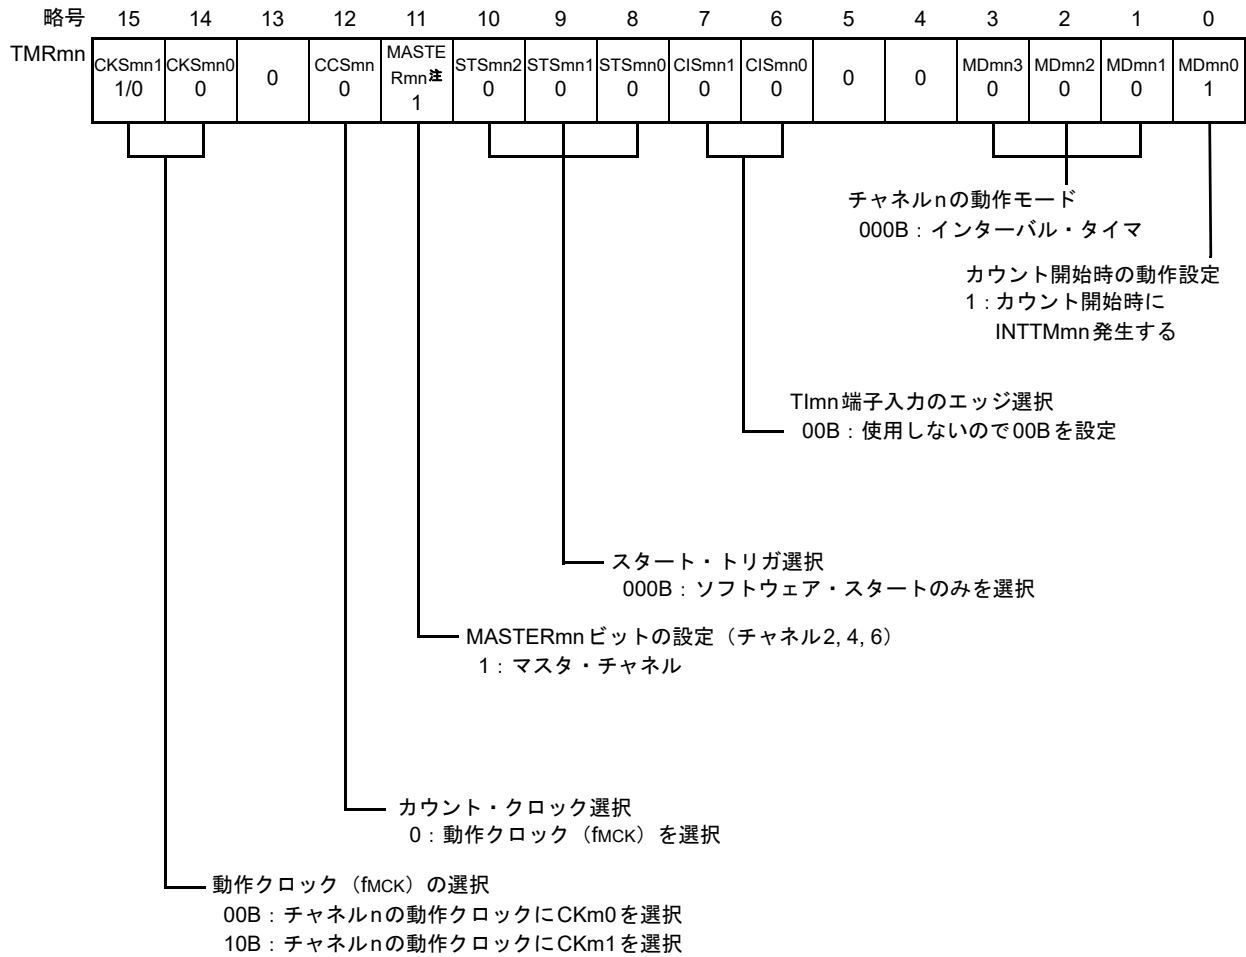 略号 15 14 13 12 11 10 9 8 7 6 5 4 3 2 1 0
TMRmn CKSmn1 CKSmn0 0 CCSmn MASTE STSmn2 STSmn1 STSmn0 CISmn1 CISmn0 0 0 MDmn3 MDmn2 MDmn1 MDmn0
Rmn注
1/0 0 0 1 0 0 0 0 0 0 0 0 1
チャネルnの動作モード
000B:インターバル・タイマ
カウント開始時の動作設定
1:カウント開始時に
INTTMmn発生する
TImn端子入力のエッジ選択
00B:使用しないので00Bを設定
スタート・トリガ選択
000B:ソフトウェア・スタートのみを選択
MASTERmnビットの設定(チャネル2, 4, 6)
1:マスタ・チャネル
カウント・クロック選択
0:動作クロック(fMCK)を選択
動作クロック(fMCK)の選択
00B:チャネルnの動作クロックにCKm0を選択
10B:チャネルnの動作クロックにCKm1を選択